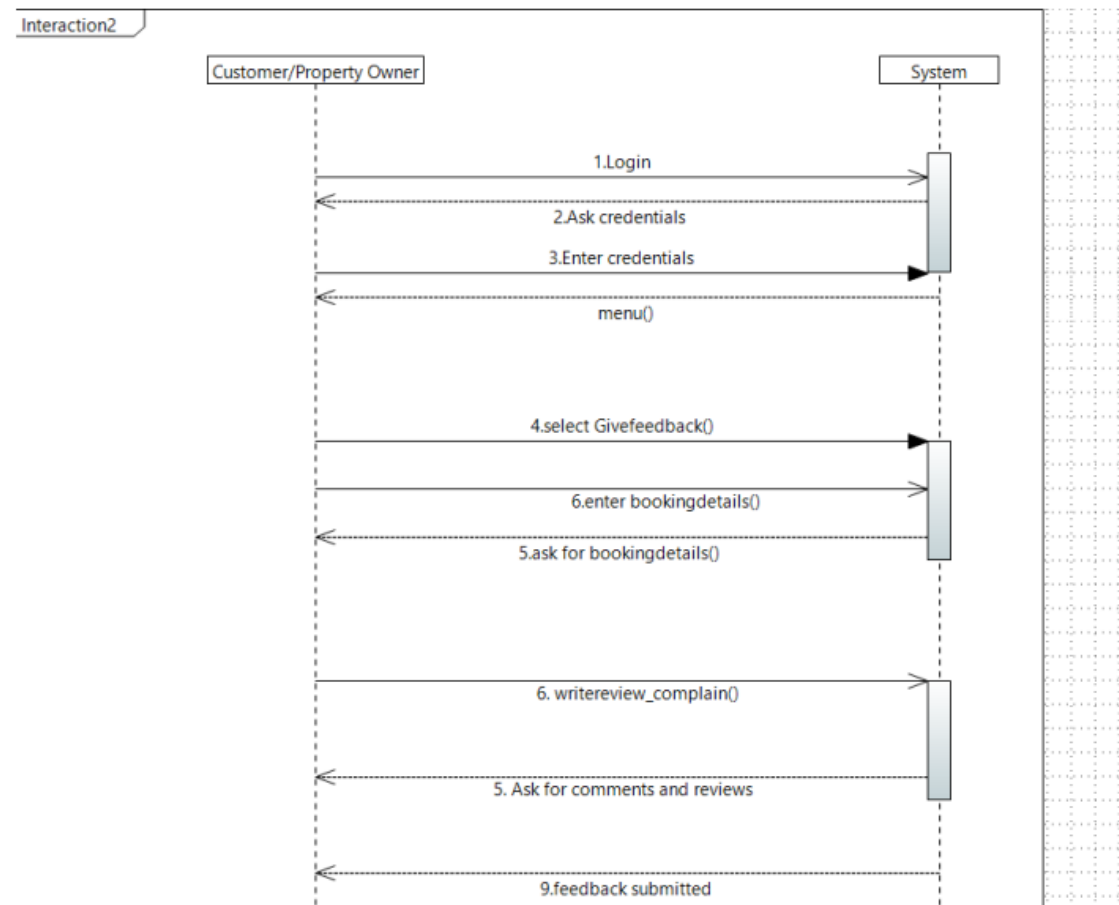 Interaction2
Customer/Property Owner
System
1.Login
2.Ask credentials
3.Enter credentials
menu()
4.select Givefeedback()
6.enter bookingdetails()
5.ask for bookingdetails()
6. writereview_complain()
5. Ask for comments and reviews
9.feedback submitted